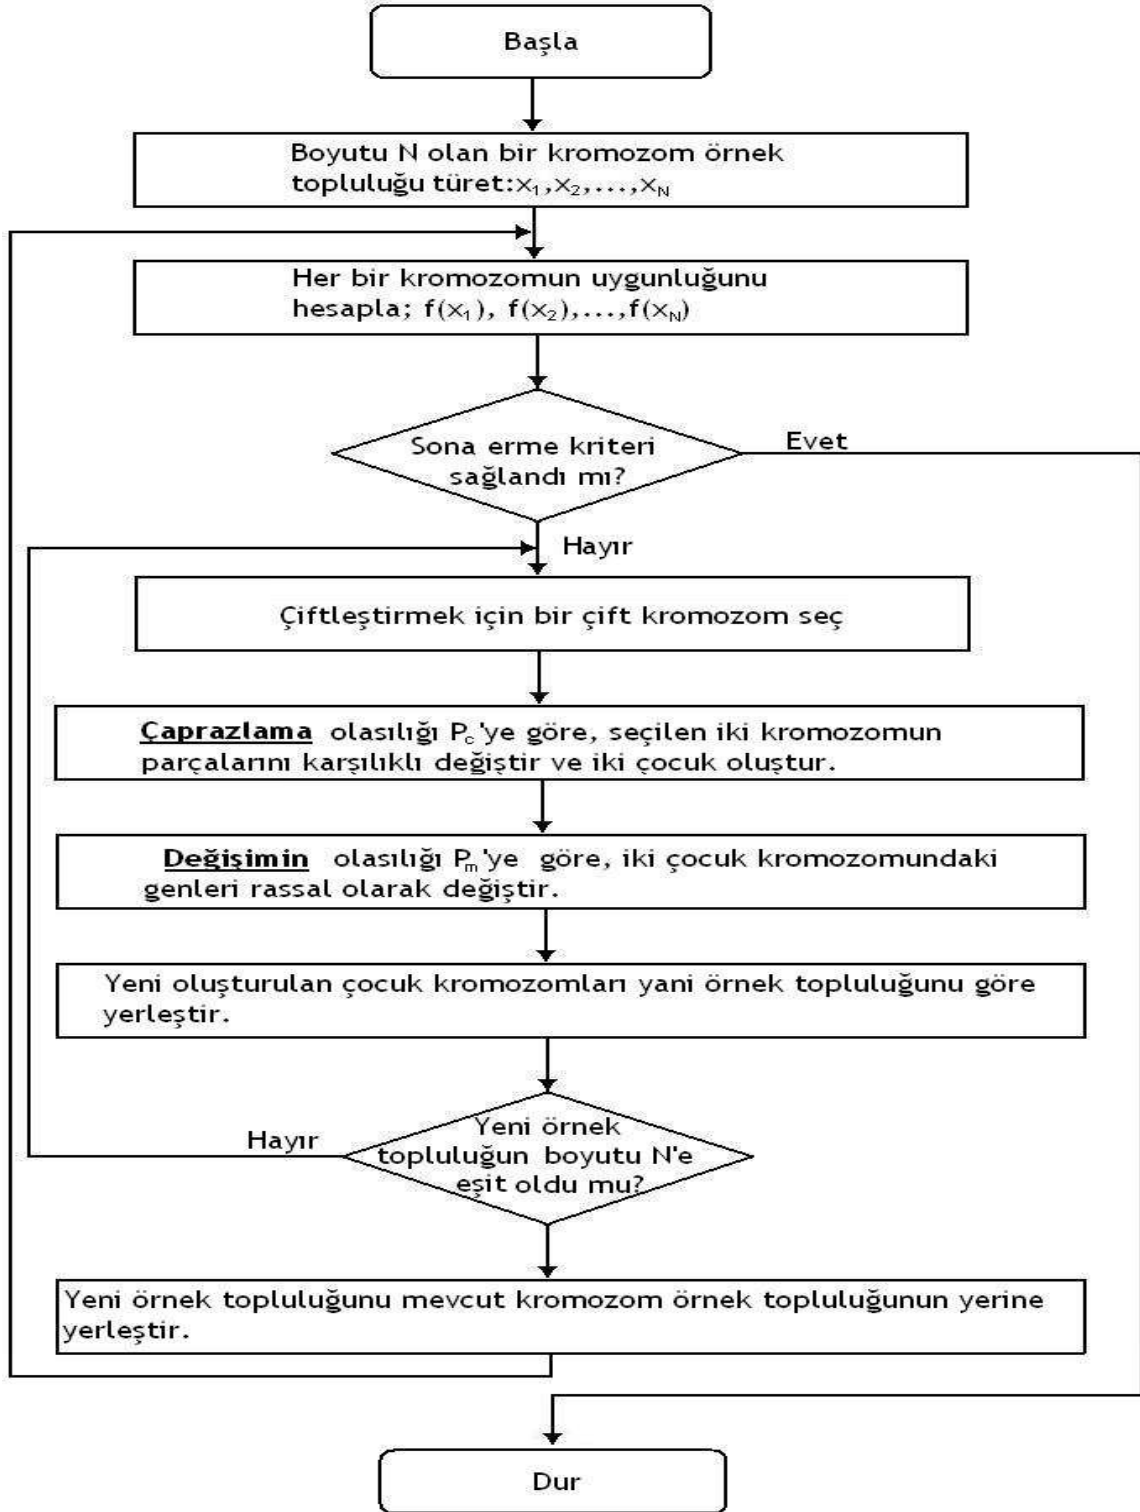 Başla
Boyutu N olan bir kromozom örnek
topluluğu türet:x₁,x₂,...,x_N
Her bir kromozomun uygunluğunu
hesapla; f(x₁), f(x₂),...,f(x_N)
Sona erme kriteri
sağlandı mı?
Evet
Hayır
Çiftleştirmek için bir çift kromozom seç
Çaprazlama olasılığı P_c'ye göre, seçilen iki kromozomun
parçalarını karşılıklı değiştir ve iki çocuk oluştur.
Değişimin olasılığı P_m'ye göre, iki çocuk kromozomundaki
genleri rassal olarak değiştir.
Yeni oluşturulan çocuk kromozomları yani örnek topluluğunu göre
yerleştir.
Yeni örnek
topluluğun boyutu N'e
eşit oldu mu?
Hayır
Yeni örnek topluluğunu mevcut kromozom örnek topluluğunun yerine
yerleştir.
Dur